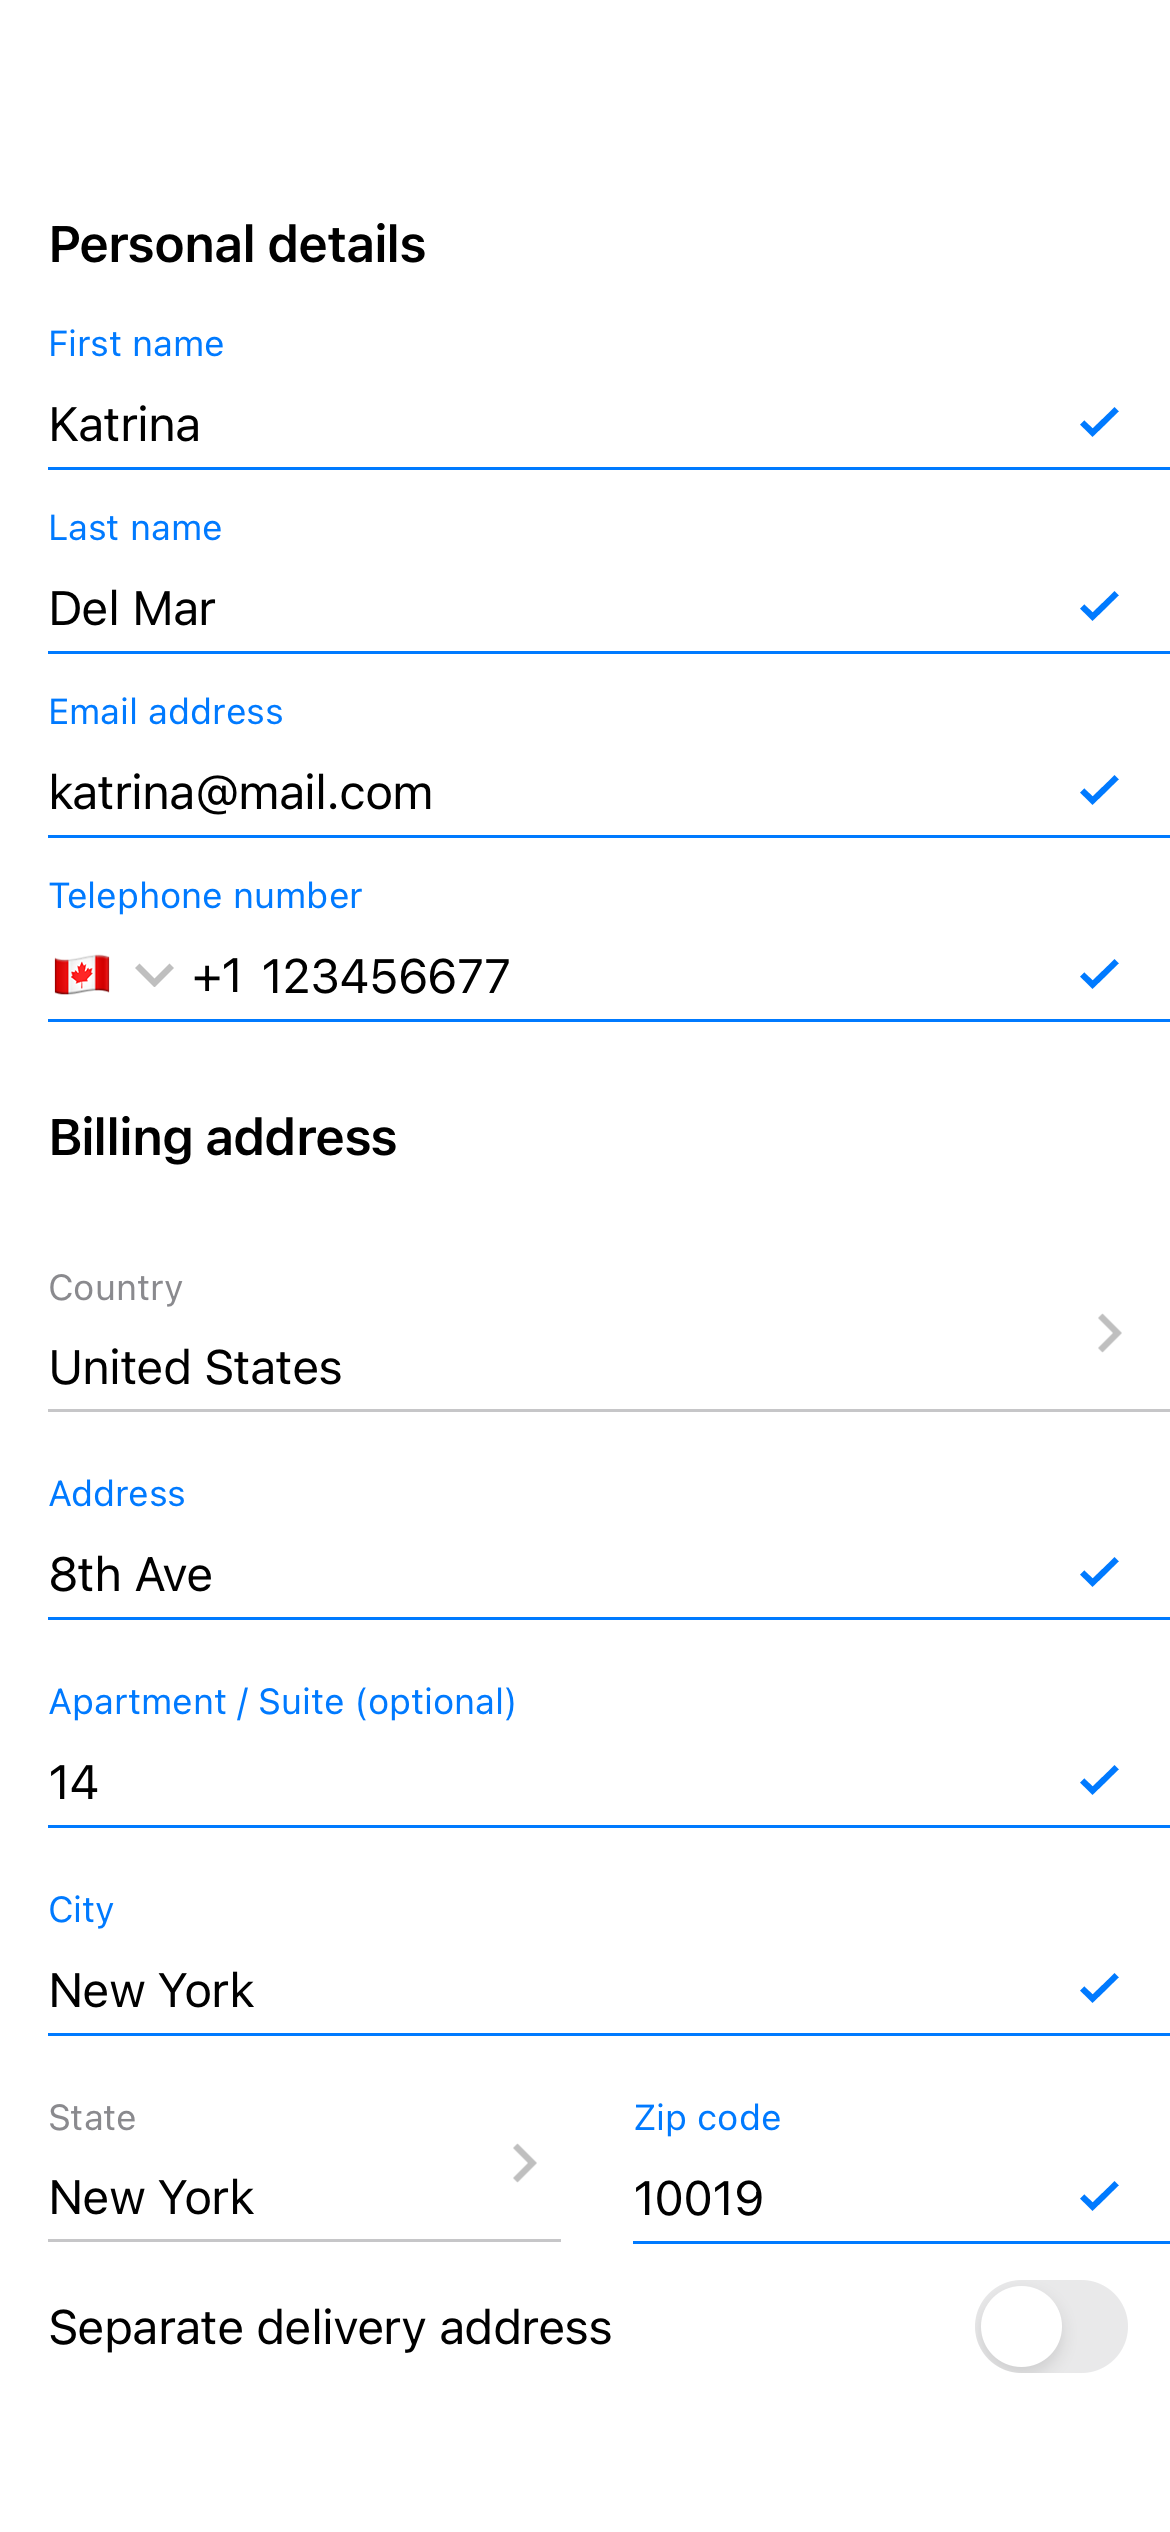 Personal details
First name
Katrina
Last name
Del Mar
Email address
katrina@mail.com
Telephone number
+1 123456677
Billing address
Country
United States
Address
8th Ave
Apartment / Suite (optional)
14
City
New York
State
New York
Zip code
10019
Separate delivery address